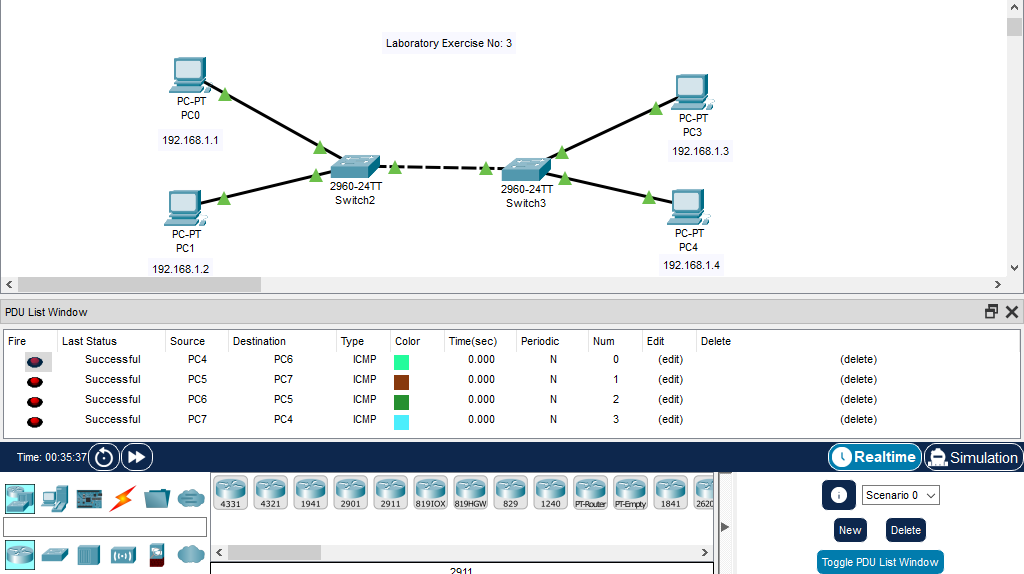 Laboratory Exercise No: 3
PC-PT
PC0
192.168.1.1
PC-PT
PC3
192.168.1.3
2960-24TT
Switch2
2960-24TT
Switch3
PC-PT
PC1
192.168.1.2
PC-PT
PC4
192.168.1.4
PDU List Window
Fire Last Status Source Destination Type Color Time(sec) Periodic Num Edit Delete
Successful PC4 PC6 ICMP 0.000 N 0 (edit) (delete)
Successful PC5 PC7 ICMP 0.000 N 1 (edit) (delete)
Successful PC6 PC5 ICMP 0.000 N 2 (edit) (delete)
Successful PC7 PC4 ICMP 0.000 N 3 (edit) (delete)
Time: 00:35:37 Realtime Simulation
4331 4321 1941 2901 2911 819IOX 819HGW 829 1240 PT-Router PT-Empty 1841 2620
Scenario 0
New Delete
Toggle PDU List Window
2911